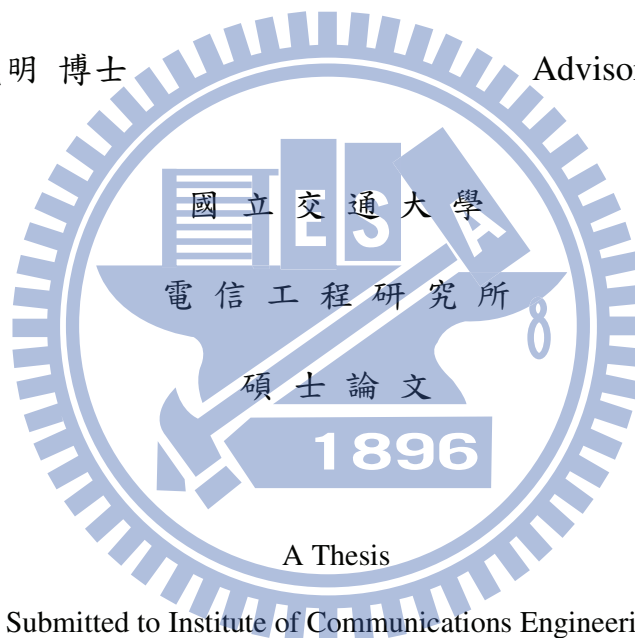 明 博士 Advisor
國 立 交 通 大 學
E S A
電 信 工 程 研 究 所
碩 士 論 文
1896
A Thesis
Submitted to Institute of Communications Engineeri